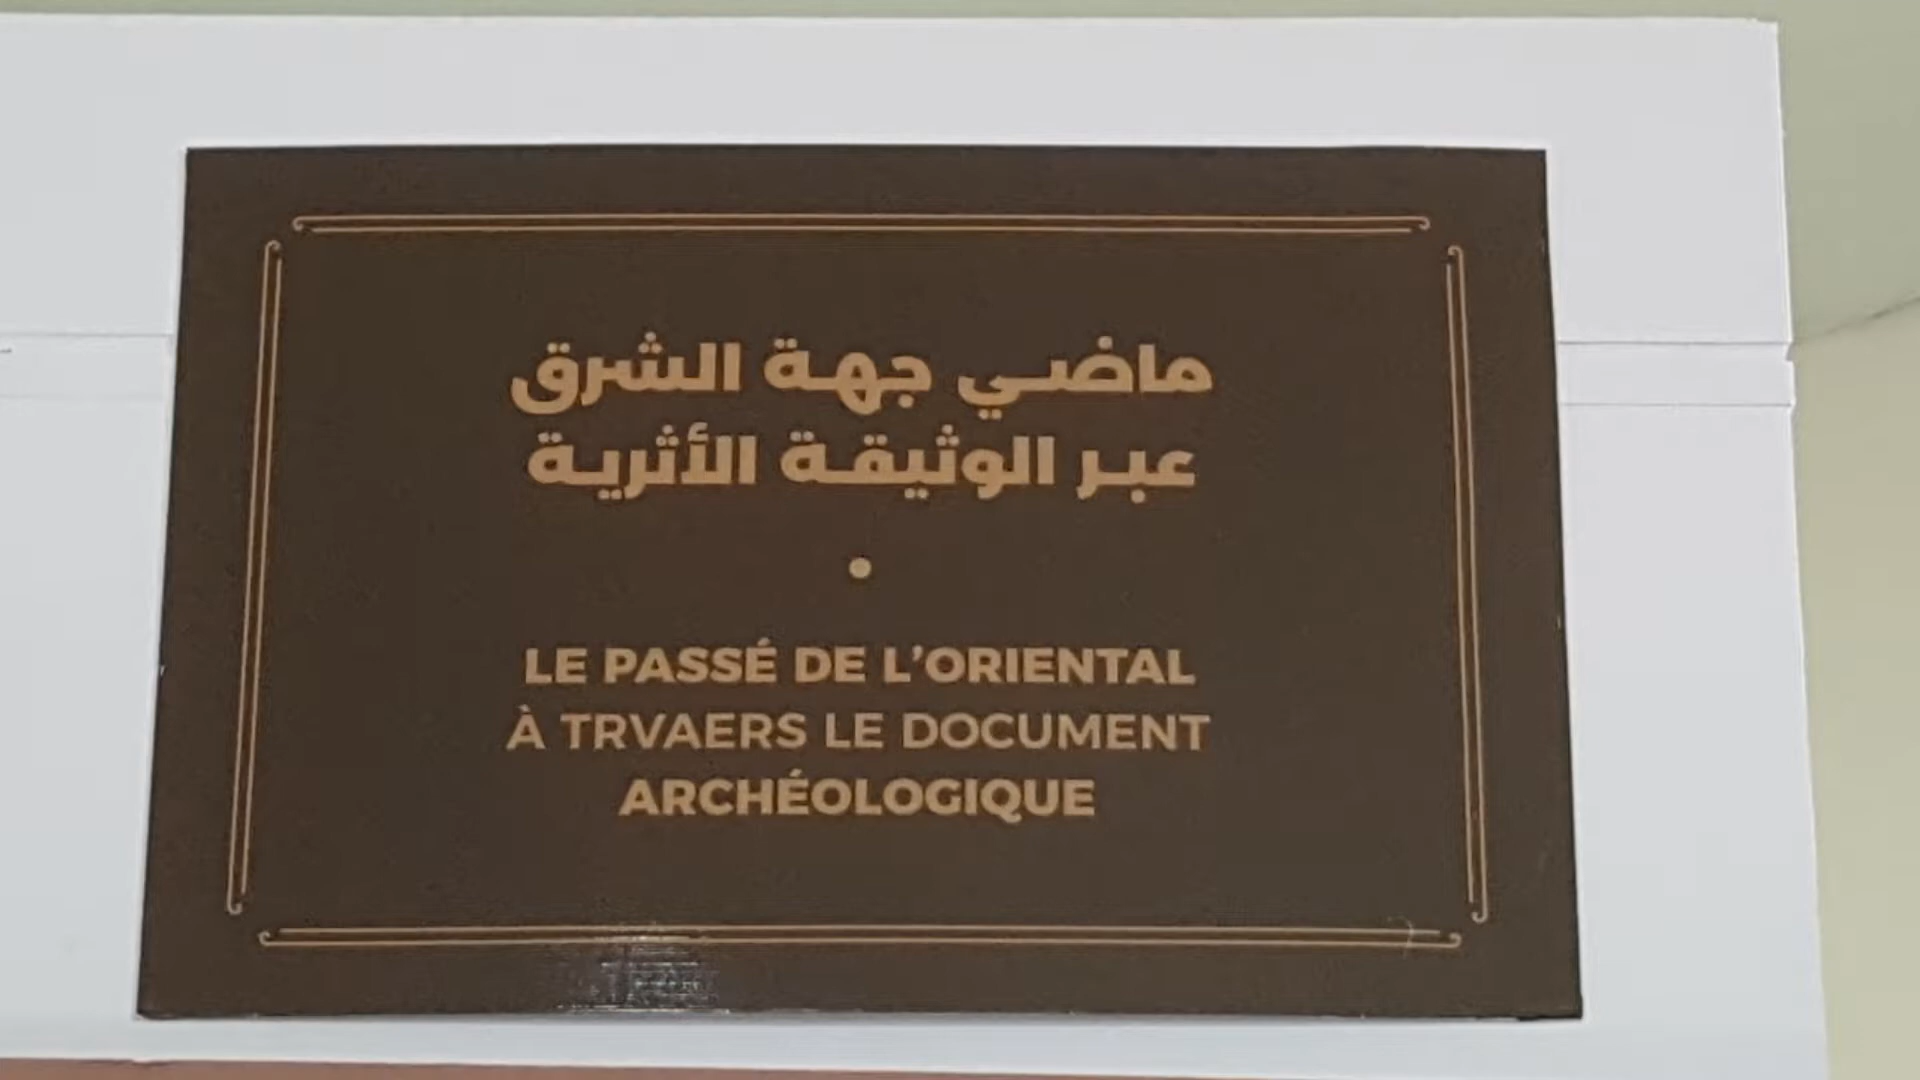 ماضي جهة الشرق
عبر الوثيقة الأثرية
•
LE PASSÉ DE L’ORIENTAL
À TRVAERS LE DOCUMENT
ARCHÉOLOGIQUE